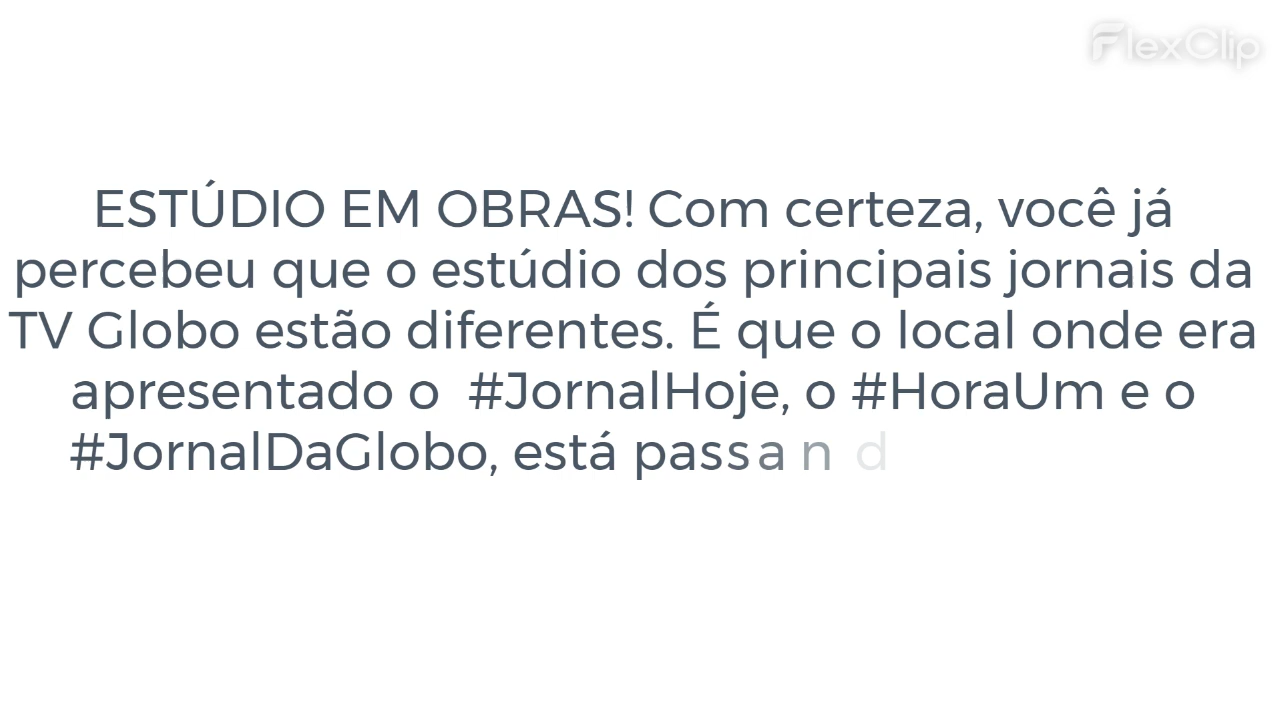 FlexClip
ESTÚDIO EM OBRAS! Com certeza, você já
percebeu que o estúdio dos principais jornais da
TV Globo estão diferentes. É que o local onde era
apresentado o #JornalHoje, o #HoraUm e o
#JornalDaGlobo, está passand